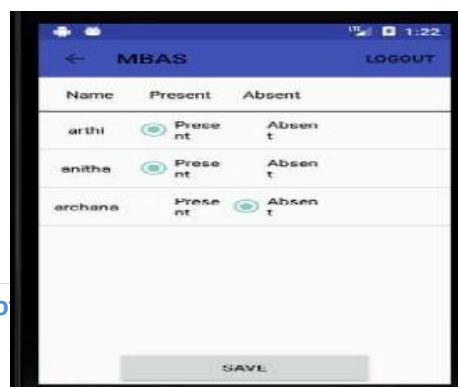 1:22
← MBAS LOGOUT
Name Present Absent
arthi Prese Absen
nt t
anitha Prese Absen
nt t
archana Prese Absen
nt t
SAVE